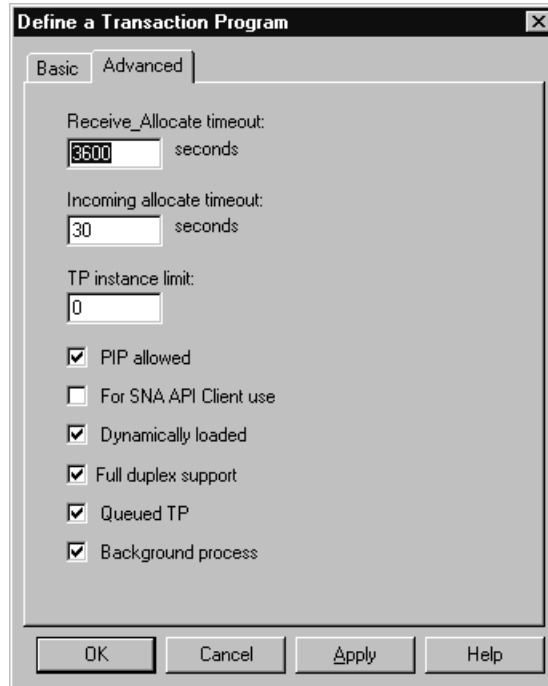 Define a Transaction Program
Basic
Advanced
Receive_Allocate timeout:
3600 seconds
Incoming allocate timeout:
30 seconds
TP instance limit:
0
PIP allowed
For SNA API Client use
Dynamically loaded
Full duplex support
Queued TP
Background process
OK Cancel Apply Help